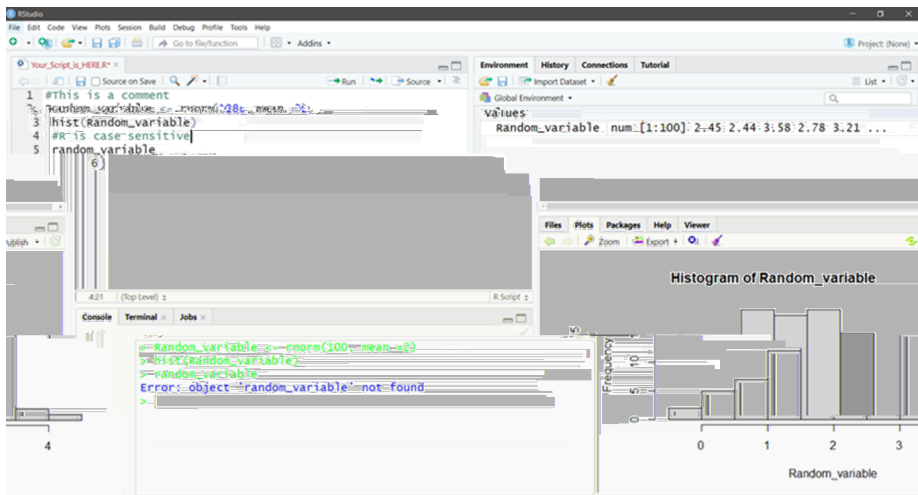 RStudio
File Edit Code View Plots Session Build Debug Profile Tools Help
Go to file/function Addins Project: (None)
Your_Script_is_HERE.R* ×
Source on Save Run Source
1 #This is a comment
3 hist(Random_variable)
4 #R is case sensitive
5 random_variable
6
4:21 (Top Level) R Script
Console Terminal × Jobs ×
> Random_variable <- rnorm(100, mean =2)
> hist(Random_variable)
> random_variable
Error: object 'random_variable' not found
>
Environment History Connections Tutorial
Import Dataset List
Global Environment
Values
Random_variable num [1:100] 2.45 2.44 3.58 2.78 3.21 ...
Files Plots Packages Help Viewer
Zoom Export
Histogram of Random_variable
Frequency
0 5 10
0 1 2 3
Random_variable
4